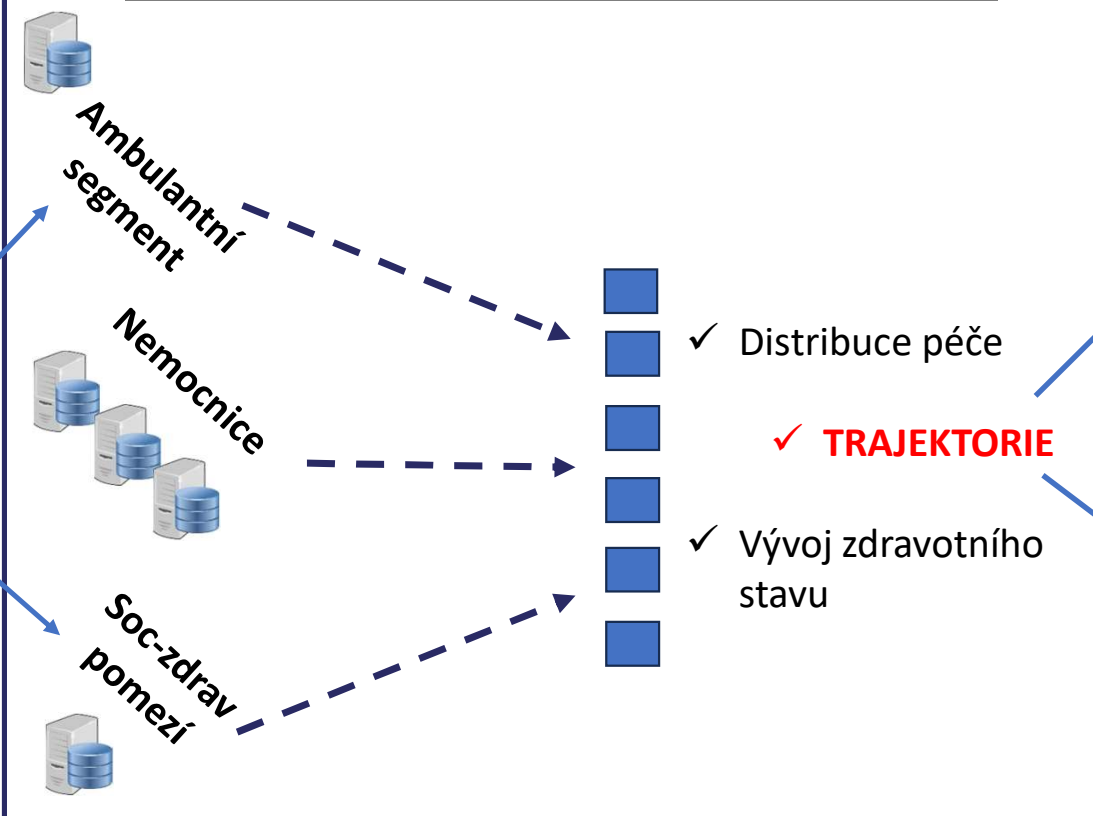 Ambulantní
segment
Nemocnice
Soc-zdrav
pomezí
✓ Distribuce péče
✓ TRAJEKTORIE
✓ Vývoj zdravotního
stavu